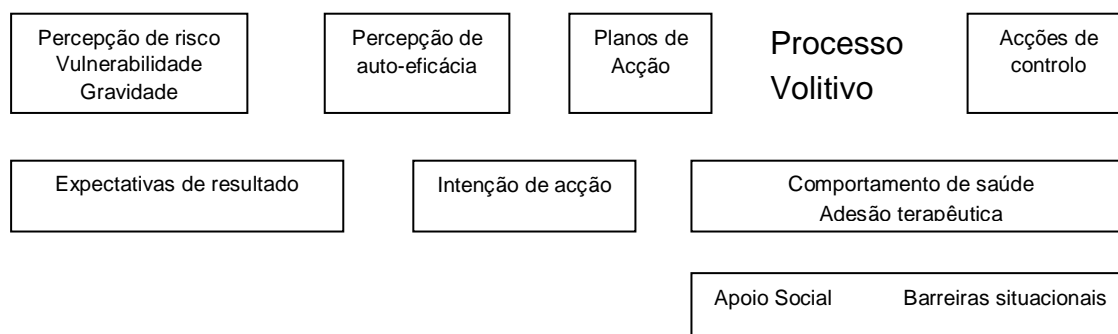 Percepção de risco
Vulnerabilidade
Gravidade
Percepção de
auto-eficácia
Planos de
Acção
Processo
Volitivo
Acções de
controlo
Expectativas de resultado
Intenção de acção
Comportamento de saúde
Adesão terapêutica
Apoio Social Barreiras situacionais